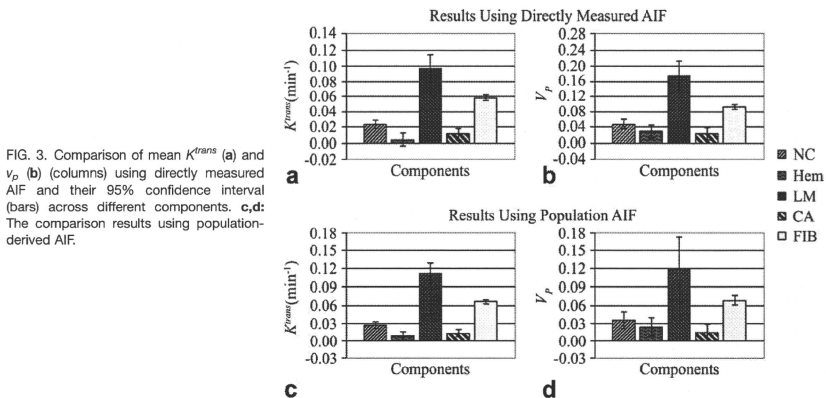 FIG. 3. Comparison of mean Ktrans (a) and
vp (b) (columns) using directly measured
AIF and their 95% confidence interval
(bars) across different components. c,d:
The comparison results using population-
derived AIF.
Results Using Directly Measured AIF
Ktrans(min-1)
0.14
0.12
0.10
0.08
0.06
0.04
0.02
0.00
-0.02
Components
a
VP
0.28
0.24
0.20
0.16
0.12
0.08
0.04
0.00
-0.04
Components
b
Results Using Population AIF
Ktrans(min-1)
0.18
0.15
0.12
0.09
0.06
0.03
0.00
-0.03
Components
c
VP
0.18
0.15
0.12
0.09
0.06
0.03
0.00
-0.03
Components
d
NC
Hem
LM
CA
FIB